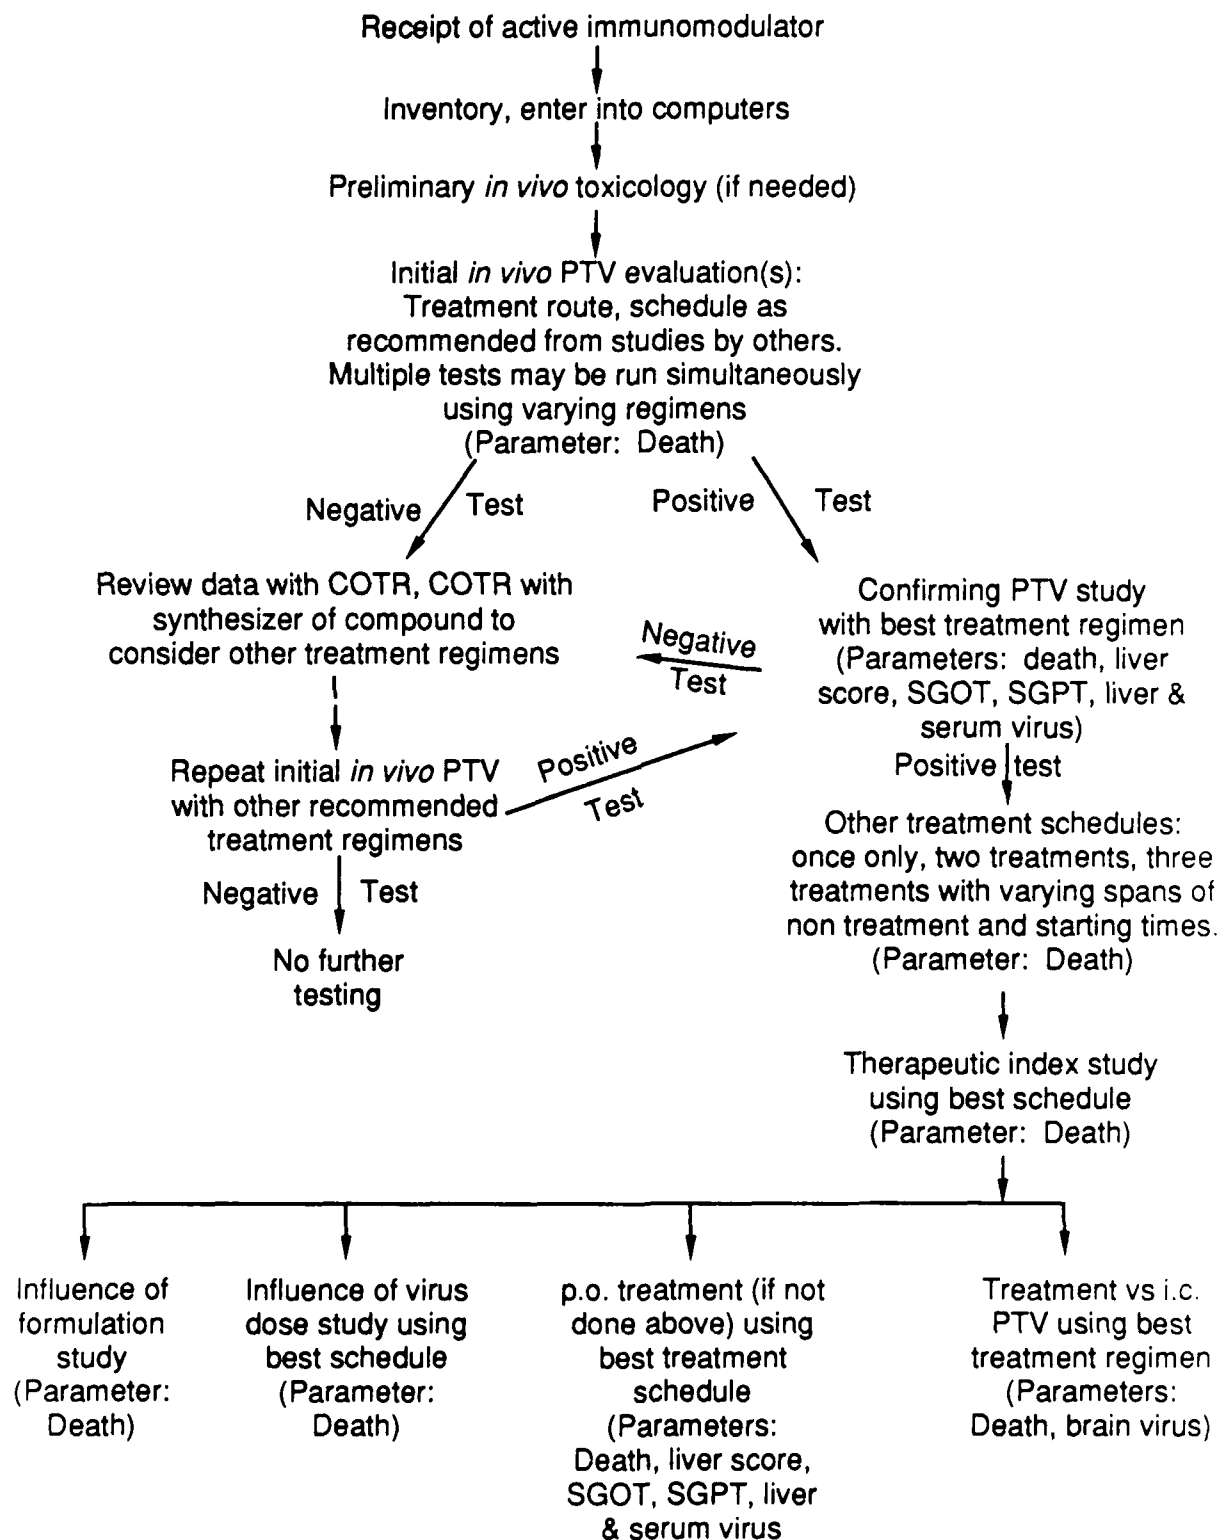 Receipt of active immunomodulator
Inventory, enter into computers
Preliminary in vivo toxicology (if needed)
Initial in vivo PTV evaluation(s):
Treatment route, schedule as
recommended from studies by others.
Multiple tests may be run simultaneously
using varying regimens
(Parameter: Death)
Negative Test
Positive Test
Review data with COTR, COTR with
synthesizer of compound to
consider other treatment regimens
Negative
Test
Confirming PTV study
with best treatment regimen
(Parameters: death, liver
score, SGOT, SGPT, liver &
serum virus)
Repeat initial in vivo PTV
with other recommended
treatment regimens
Positive
Test
Positive test
Negative Test
No further
testing
Other treatment schedules:
once only, two treatments, three
treatments with varying spans of
non treatment and starting times.
(Parameter: Death)
Therapeutic index study
using best schedule
(Parameter: Death)
Influence of
formulation
study
(Parameter:
Death)
Influence of virus
dose study using
best schedule
(Parameter:
Death)
p.o. treatment (if not
done above) using
best treatment
schedule
(Parameters:
Death, liver score,
SGOT, SGPT, liver
& serum virus
Treatment vs i.c.
PTV using best
treatment regimen
(Parameters:
Death, brain virus)